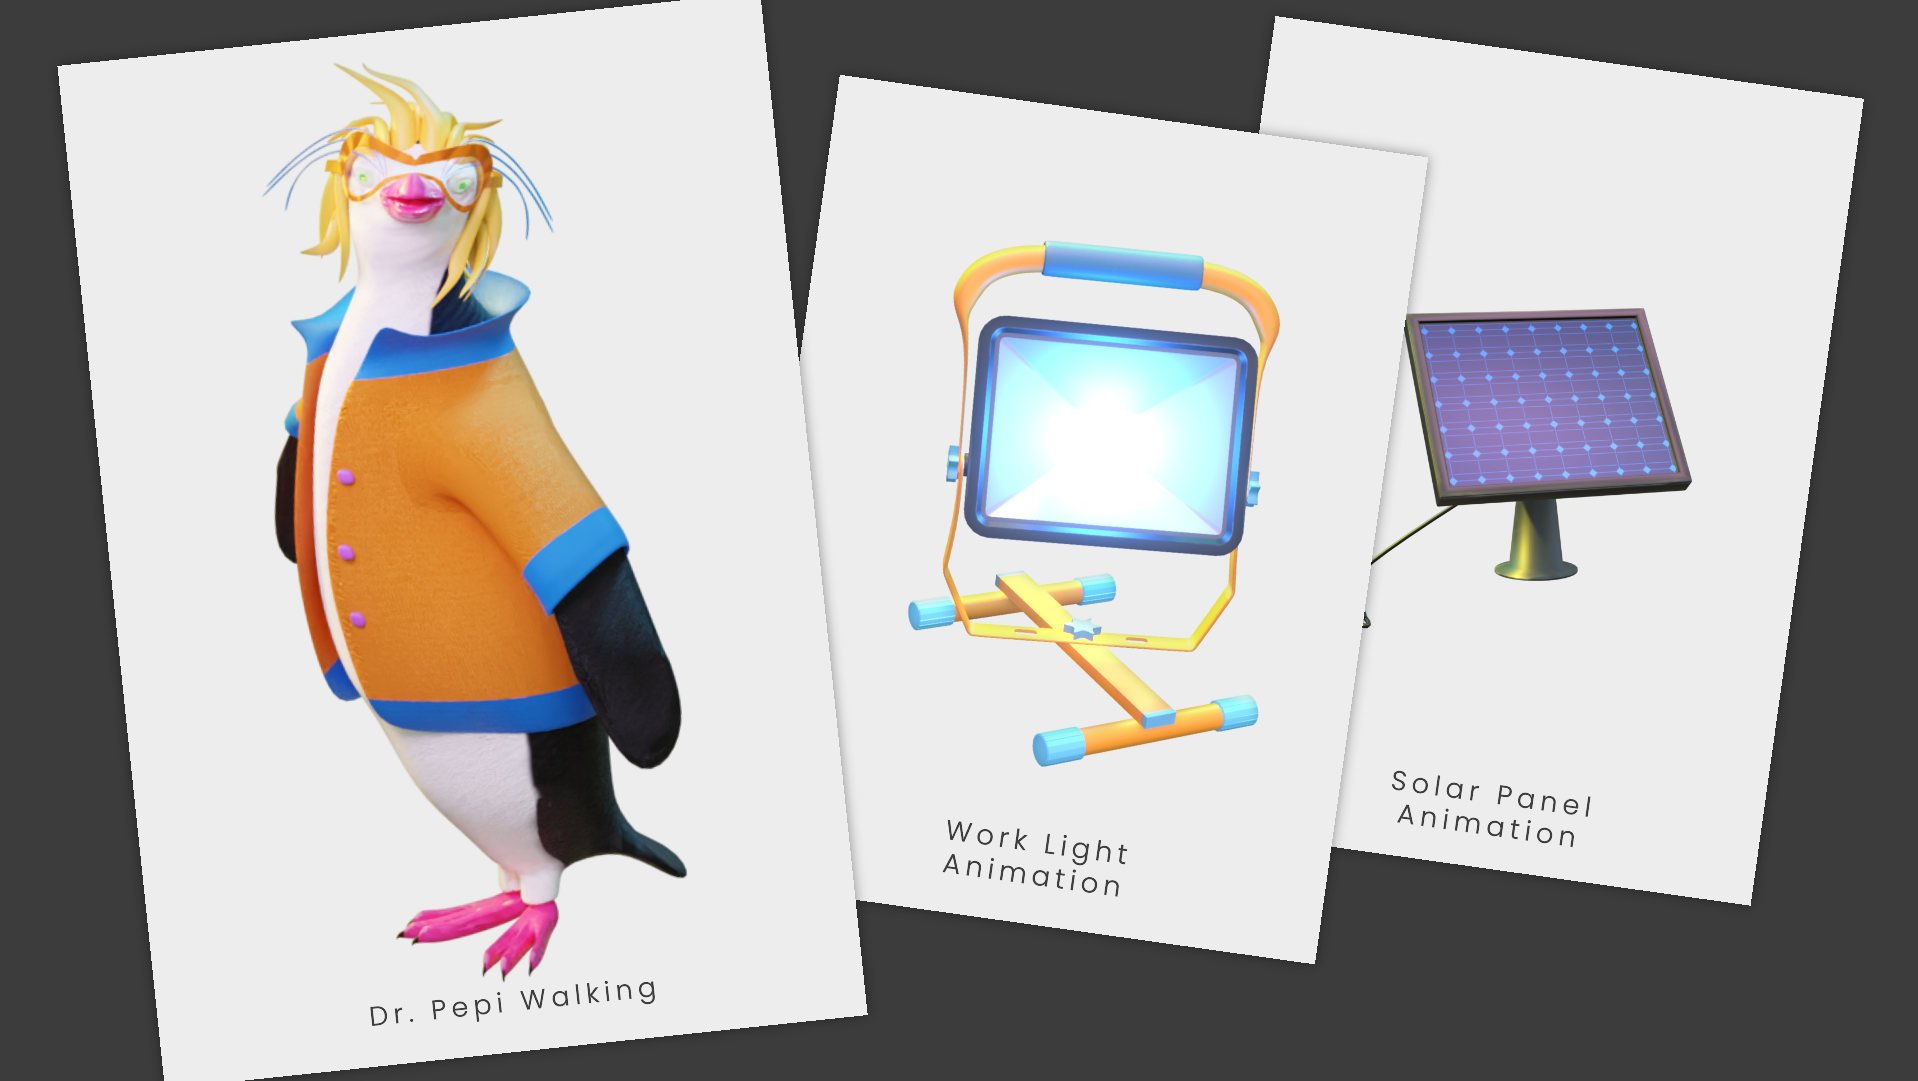 Dr. Pepi Walking
Work Light
Animation
Solar Panel
Animation